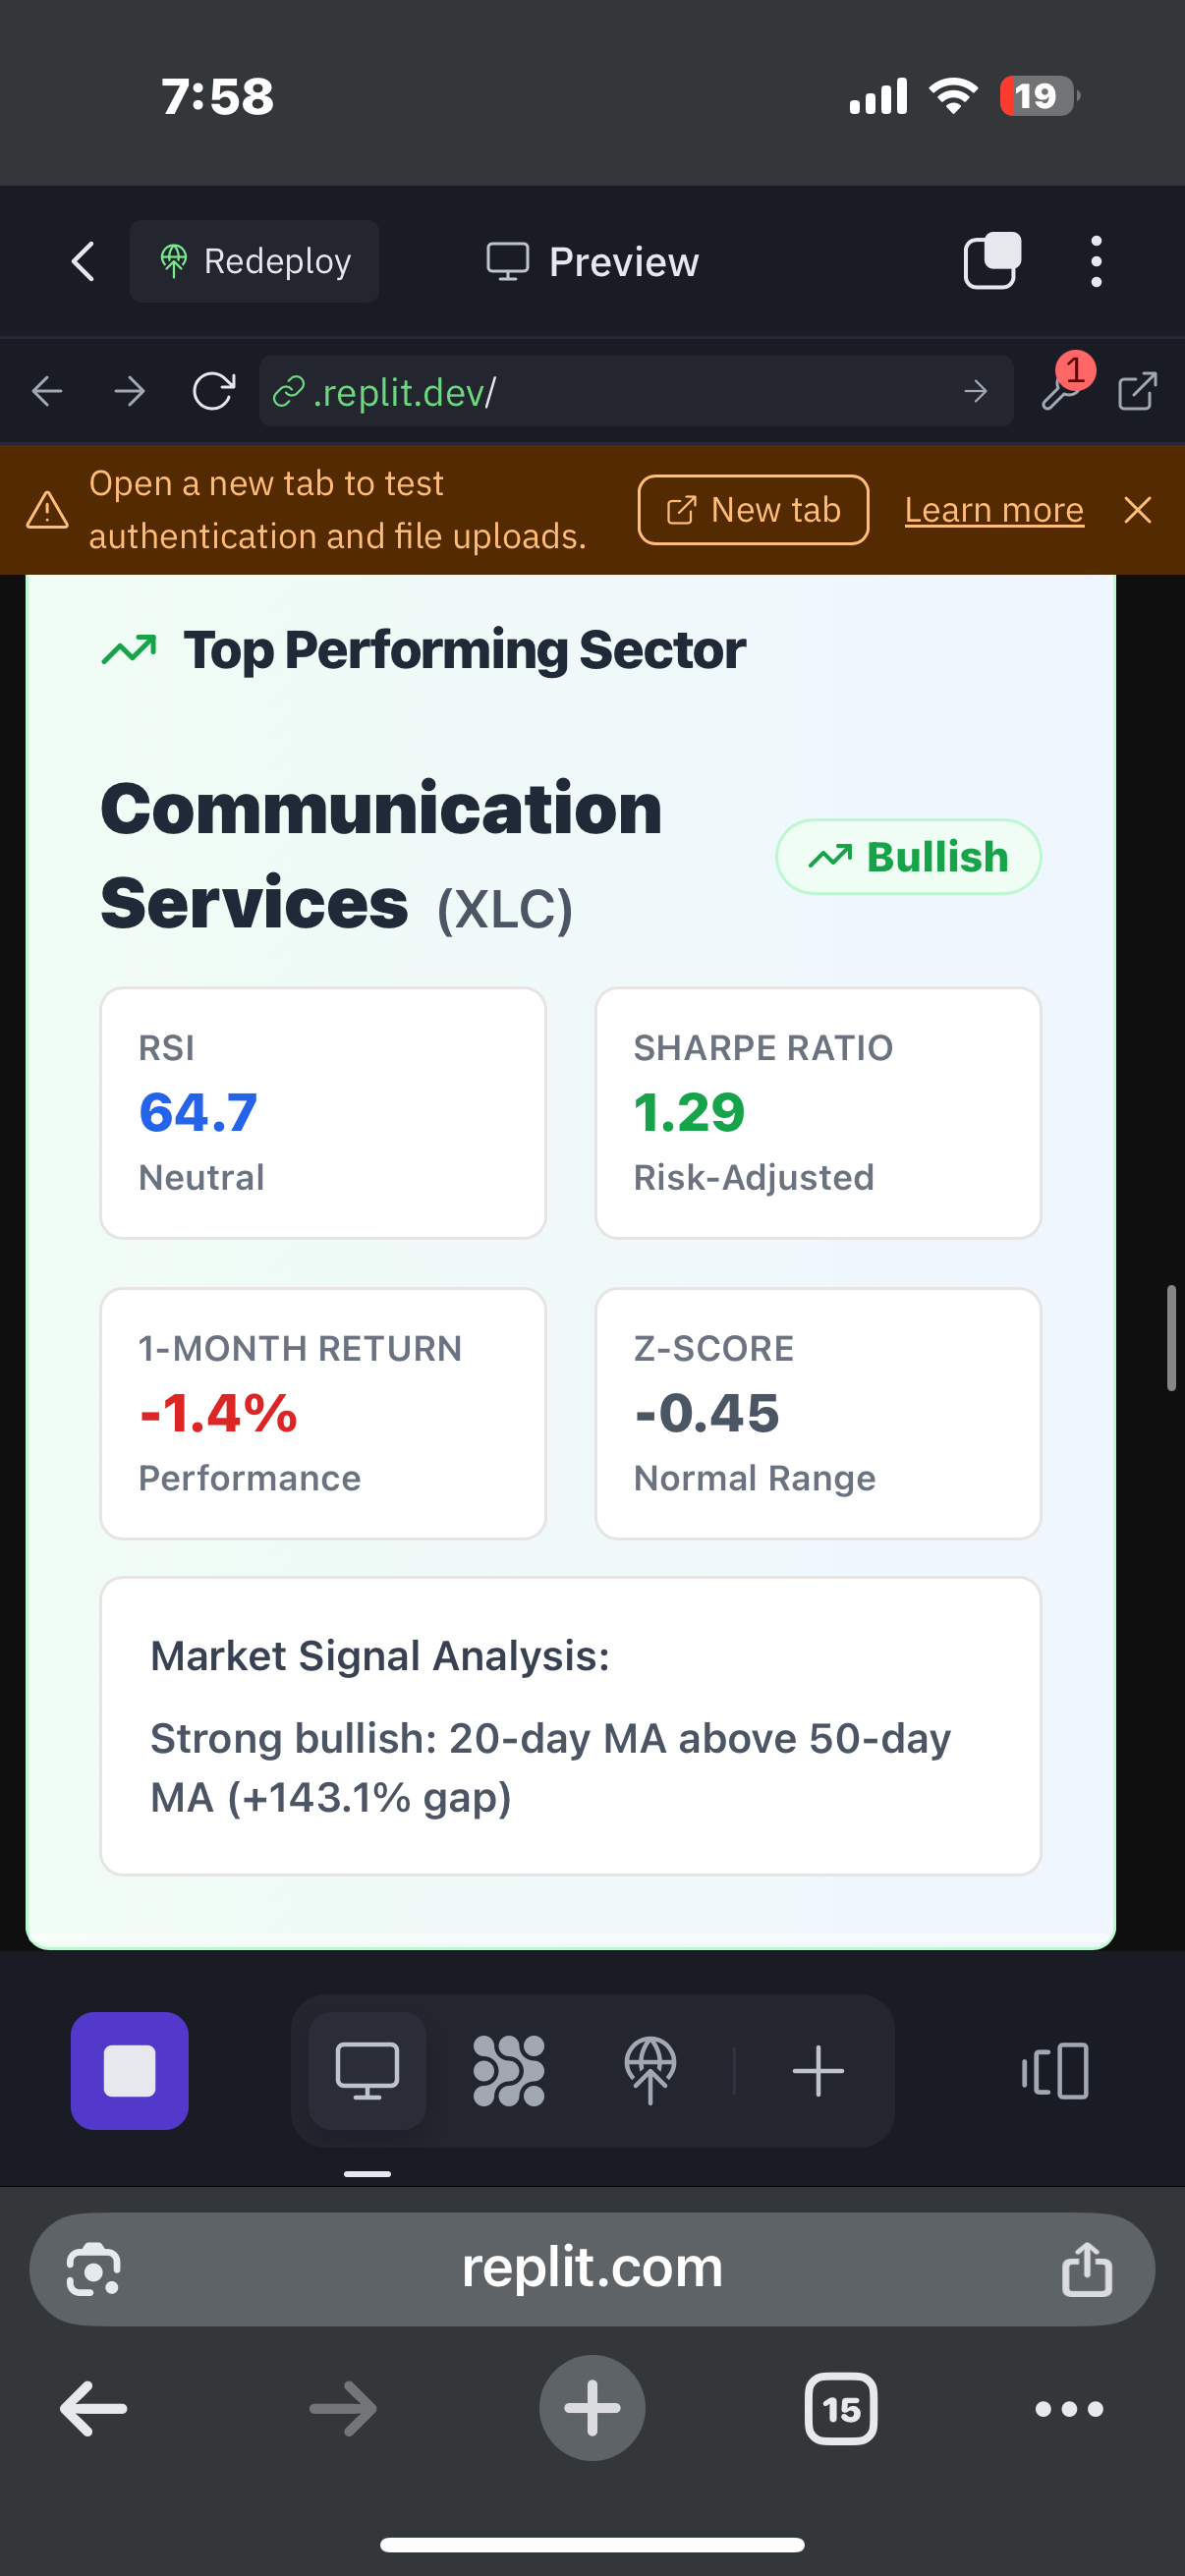 7:58
19
Redeploy
Preview
.replit.dev/
1
Open a new tab to test
authentication and file uploads.
New tab
Learn more
Top Performing Sector
Communication
Services (XLC)
Bullish
RSI
64.7
Neutral
SHARPE RATIO
1.29
Risk-Adjusted
1-MONTH RETURN
-1.4%
Performance
Z-SCORE
-0.45
Normal Range
Market Signal Analysis:
Strong bullish: 20-day MA above 50-day
MA (+143.1% gap)
replit.com
15